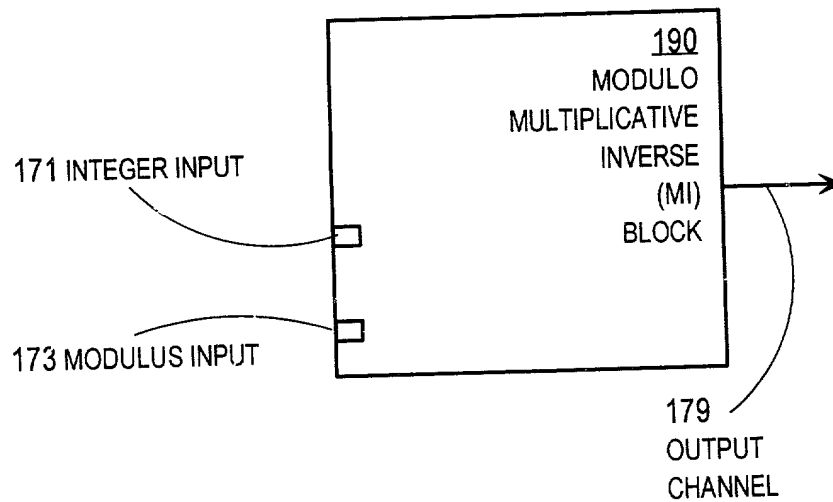 190
MODULO
MULTIPLICATIVE
INVERSE
(MI)
BLOCK
171 INTEGER INPUT
173 MODULUS INPUT
179
OUTPUT
CHANNEL